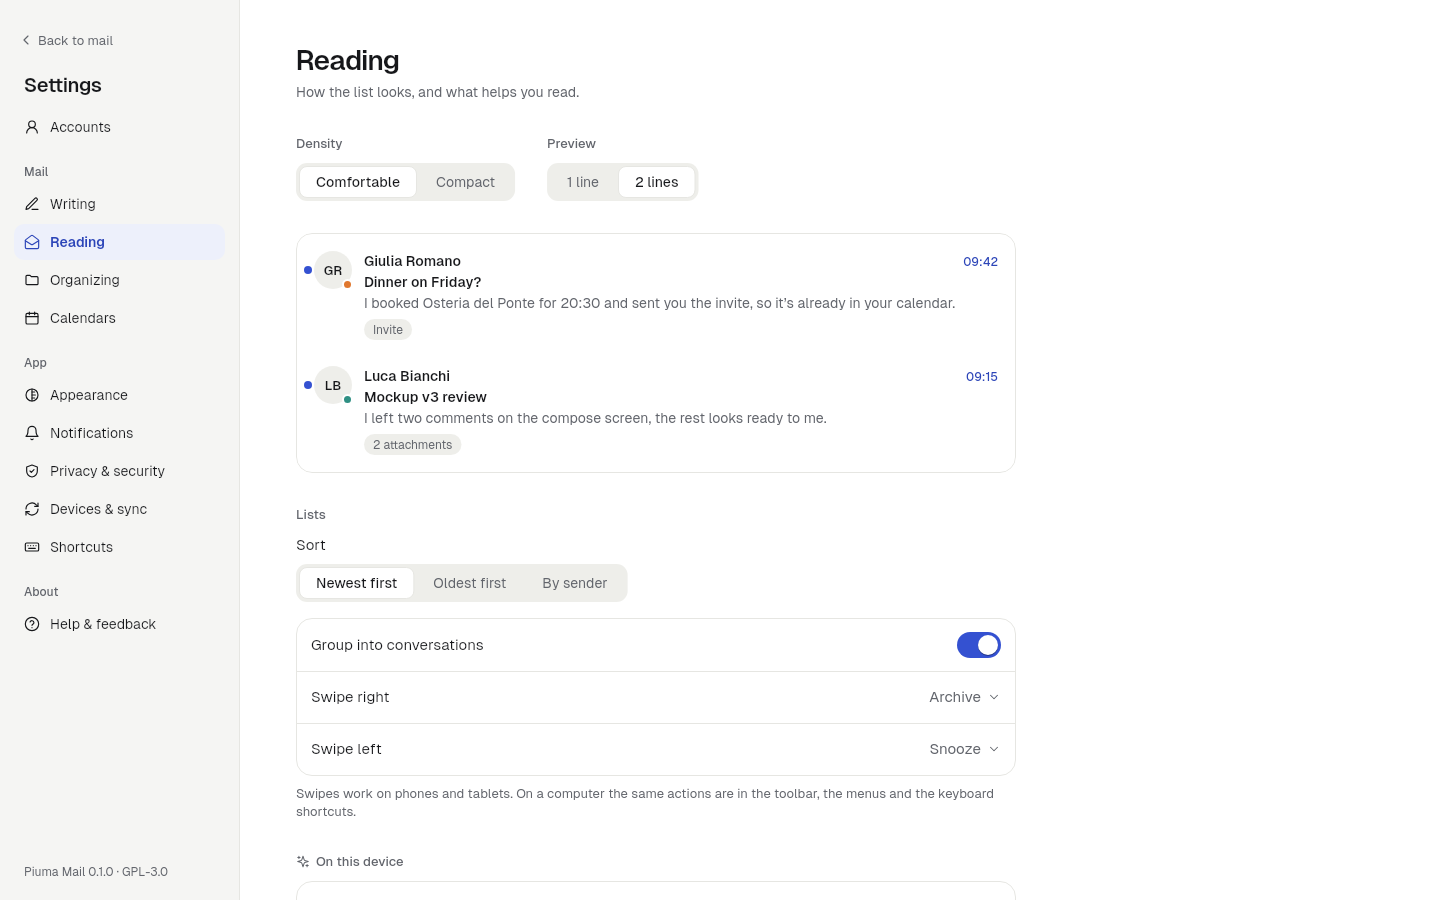 Back to mail
Settings
Accounts
Mail
Writing
Reading
Organizing
Calendars
App
Appearance
Notifications
Privacy & security
Devices & sync
Shortcuts
About
Help & feedback
Piuma Mail 0.1.0 · GPL-3.0
Reading
How the list looks, and what helps you read.
Density
Preview
Comfortable
Compact
1 line
2 lines
GR
Giulia Romano
09:42
Dinner on Friday?
I booked Osteria del Ponte for 20:30 and sent you the invite, so it’s already in your calendar.
Invite
LB
Luca Bianchi
09:15
Mockup v3 review
I left two comments on the compose screen, the rest looks ready to me.
2 attachments
Lists
Sort
Newest first
Oldest first
By sender
Group into conversations
Swipe right
Archive
Swipe left
Snooze
Swipes work on phones and tablets. On a computer the same actions are in the toolbar, the menus and the keyboard
shortcuts.
On this device